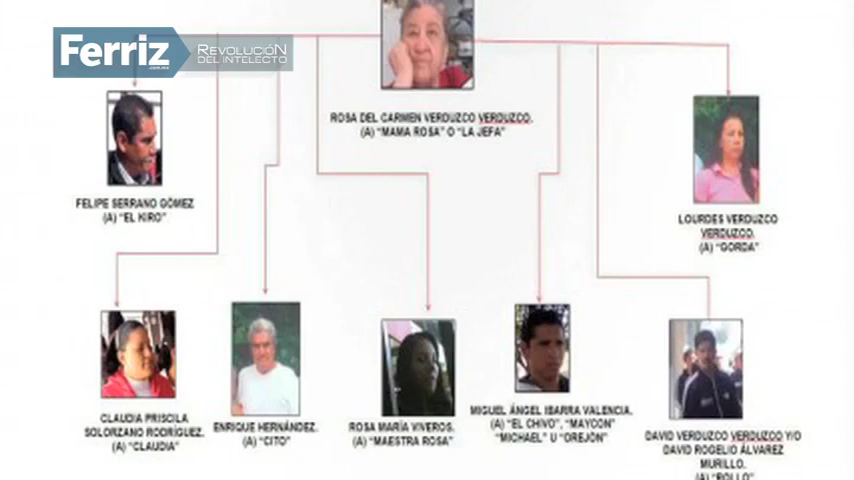 Ferriz
.com.mx
REVOLUCIÓN
DEL INTELECTO
ROSA DEL CARMEN VERDUZCO VERDUZCO.
(A) "MAMA ROSA" O "LA JEFA"
FELIPE SERRANO GÓMEZ
(A) "EL KIRO"
LOURDES VERDUZCO
VERDUZCO.
(A) "GORDA"
CLAUDIA PRISCILA
SOLORZANO RODRÍGUEZ.
(A) "CLAUDIA"
ENRIQUE HERNÁNDEZ.
(A) "CITO"
ROSA MARÍA VIVEROS.
(A) "MAESTRA ROSA"
MIGUEL ÁNGEL IBARRA VALENCIA.
(A) "EL CHIVO", "MAYCON"
"MICHAEL" U "OREJÓN"
DAVID VERDUZCO VERDUZCO Y/O
DAVID ROGELIO ÁLVAREZ
MURILLO.
(A) "ROLLO"